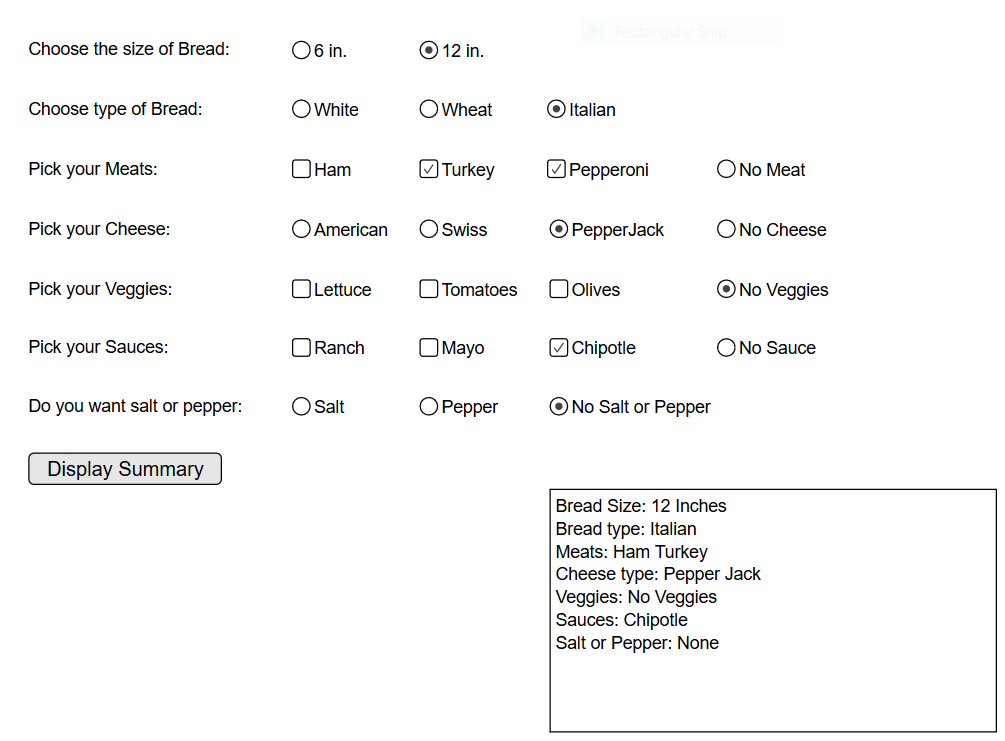 Rectangular Snip
Choose the size of Bread: 6 in. 12 in.
Choose type of Bread: White Wheat Italian
Pick your Meats: Ham Turkey Pepperoni No Meat
Pick your Cheese: American Swiss PepperJack No Cheese
Pick your Veggies: Lettuce Tomatoes Olives No Veggies
Pick your Sauces: Ranch Mayo Chipotle No Sauce
Do you want salt or pepper: Salt Pepper No Salt or Pepper
Display Summary
Bread Size: 12 Inches
Bread type: Italian
Meats: Ham Turkey
Cheese type: Pepper Jack
Veggies: No Veggies
Sauces: Chipotle
Salt or Pepper: None